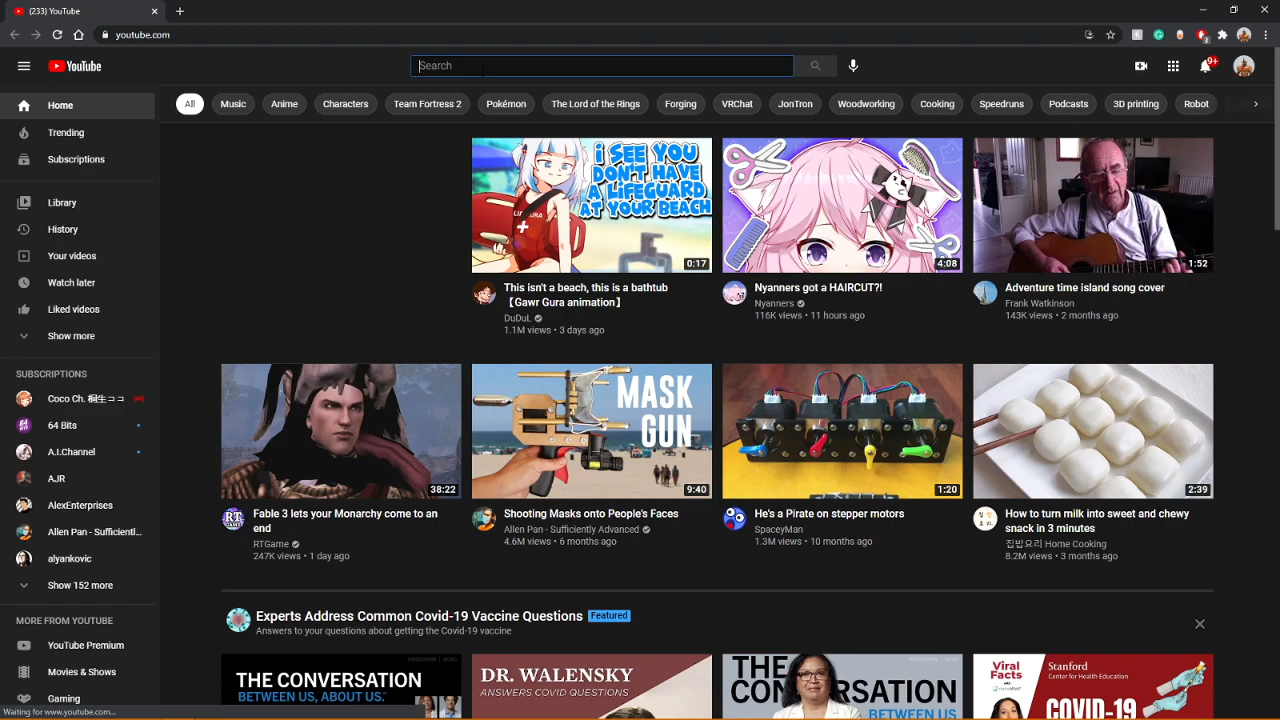 (233) YouTube
youtube.com
3
YouTube
Search
9+
All
Music
Anime
Characters
Team Fortress 2
Pokémon
The Lord of the Rings
Forging
VRChat
JonTron
Woodworking
Cooking
Speedruns
Podcasts
3D printing
Robot
Home
Trending
Subscriptions
Library
History
Your videos
Watch later
Liked videos
Show more
SUBSCRIPTIONS
Coco Ch. 桐生ココ
64 Bits
A.I.Channel
AJR
AlexEnterprises
Allen Pan - Sufficientl...
alyankovic
Show 152 more
MORE FROM YOUTUBE
YouTube Premium
Movies & Shows
Gaming
Waiting for www.youtube.com...
i SEE YOU
DON'T HAVE
A LIFEGUARD
AT YOUR BEACH
0:17
This isn't a beach, this is a bathtub
【Gawr Gura animation】
DuDuL
1.1M views • 3 days ago
4:08
Nyanners got a HAIRCUT?!
Nyanners
116K views • 11 hours ago
1:52
Adventure time island song cover
Frank Watkinson
143K views • 2 months ago
38:22
Fable 3 lets your Monarchy come to an
end
RTGame
247K views • 1 day ago
MASK
GUN
9:40
Shooting Masks onto People's Faces
Allen Pan - Sufficiently Advanced
4.6M views • 6 months ago
1:20
He's a Pirate on stepper motors
SpaceyMan
1.3M views • 10 months ago
2:39
How to turn milk into sweet and chewy
snack in 3 minutes
집밥요리 Home Cooking
8.2M views • 3 months ago
Experts Address Common Covid-19 Vaccine Questions
Featured
Answers to your questions about getting the Covid-19 vaccine
THE CONVERSATION
BETWEEN US, ABOUT US.
DR. WALENSKY
ANSWERS COVID QUESTIONS
THE
CONVERSATION
BETWEEN US
Viral
Facts
Stanford
Center for Health Education
COVID-19